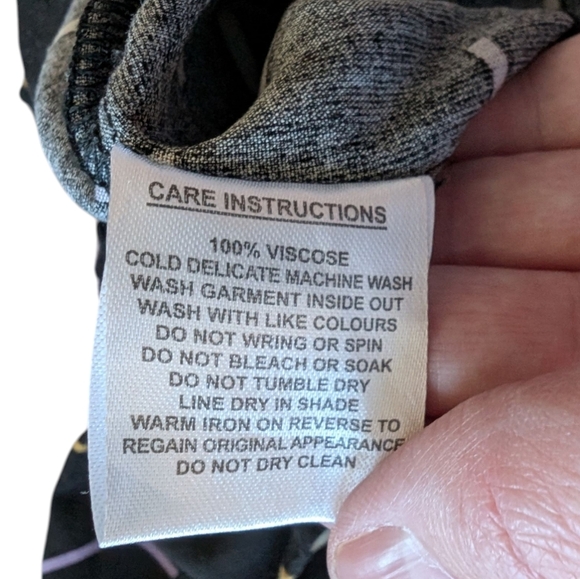 CARE INSTRUCTIONS
100% VISCOSE
COLD DELICATE MACHINE WASH
WASH GARMENT INSIDE OUT
WASH WITH LIKE COLOURS
DO NOT WRING OR SPIN
DO NOT BLEACH OR SOAK
DO NOT TUMBLE DRY
LINE DRY IN SHADE
WARM IRON ON REVERSE TO
REGAIN ORIGINAL APPEARANCE
DO NOT DRY CLEAN